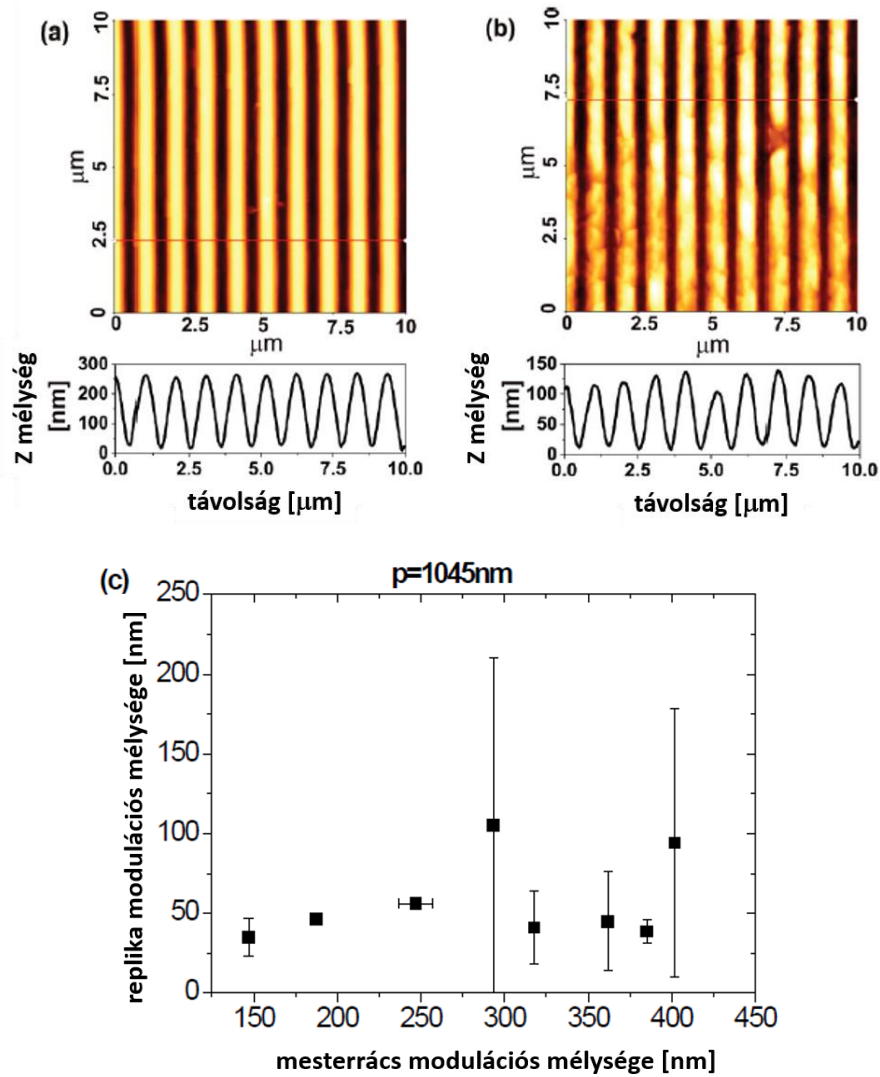 (a)
10
7.5
5
2.5
0
μm
0 2.5 5 7.5 10
μm
Z mélység
[nm]
300
200
100
0
0.0 2.5 5.0 7.5 10.0
távolság [μm]
(b)
10
7.5
5
2.5
0
μm
0 2.5 5 7.5 10
μm
Z mélység
[nm]
150
100
50
0
0.0 2.5 5.0 7.5 10.0
távolság [μm]
(c)
p=1045nm
replika modulációs mélysége [nm]
250
200
150
100
50
0
150 200 250 300 350 400 450
mesterrács modulációs mélysége [nm]